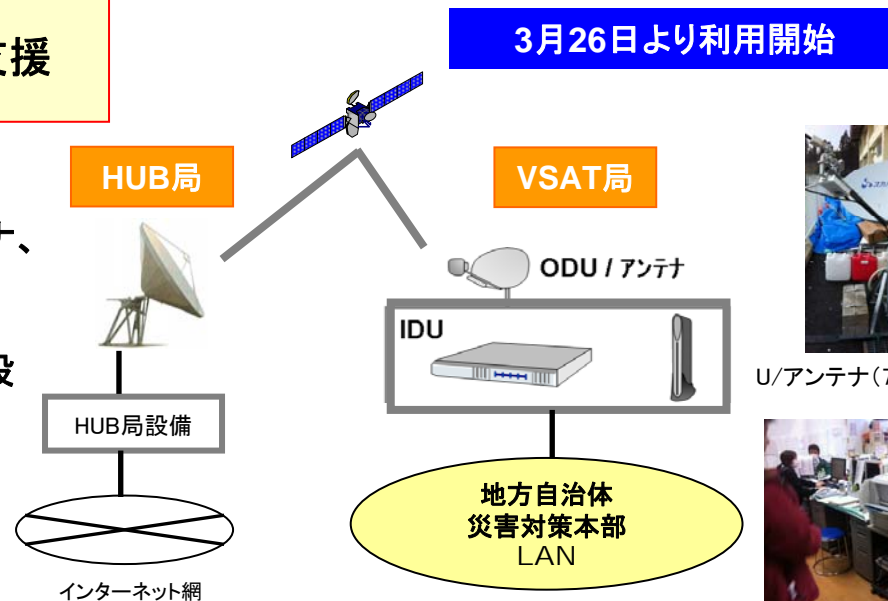 支援
3月26日より利用開始
HUB局
VSAT局
ナ、
ODU / アンテナ
IDU
設
U/アンテナ(ア
HUB局設備
地方自治体
災害対策本部
LAN
インターネット網